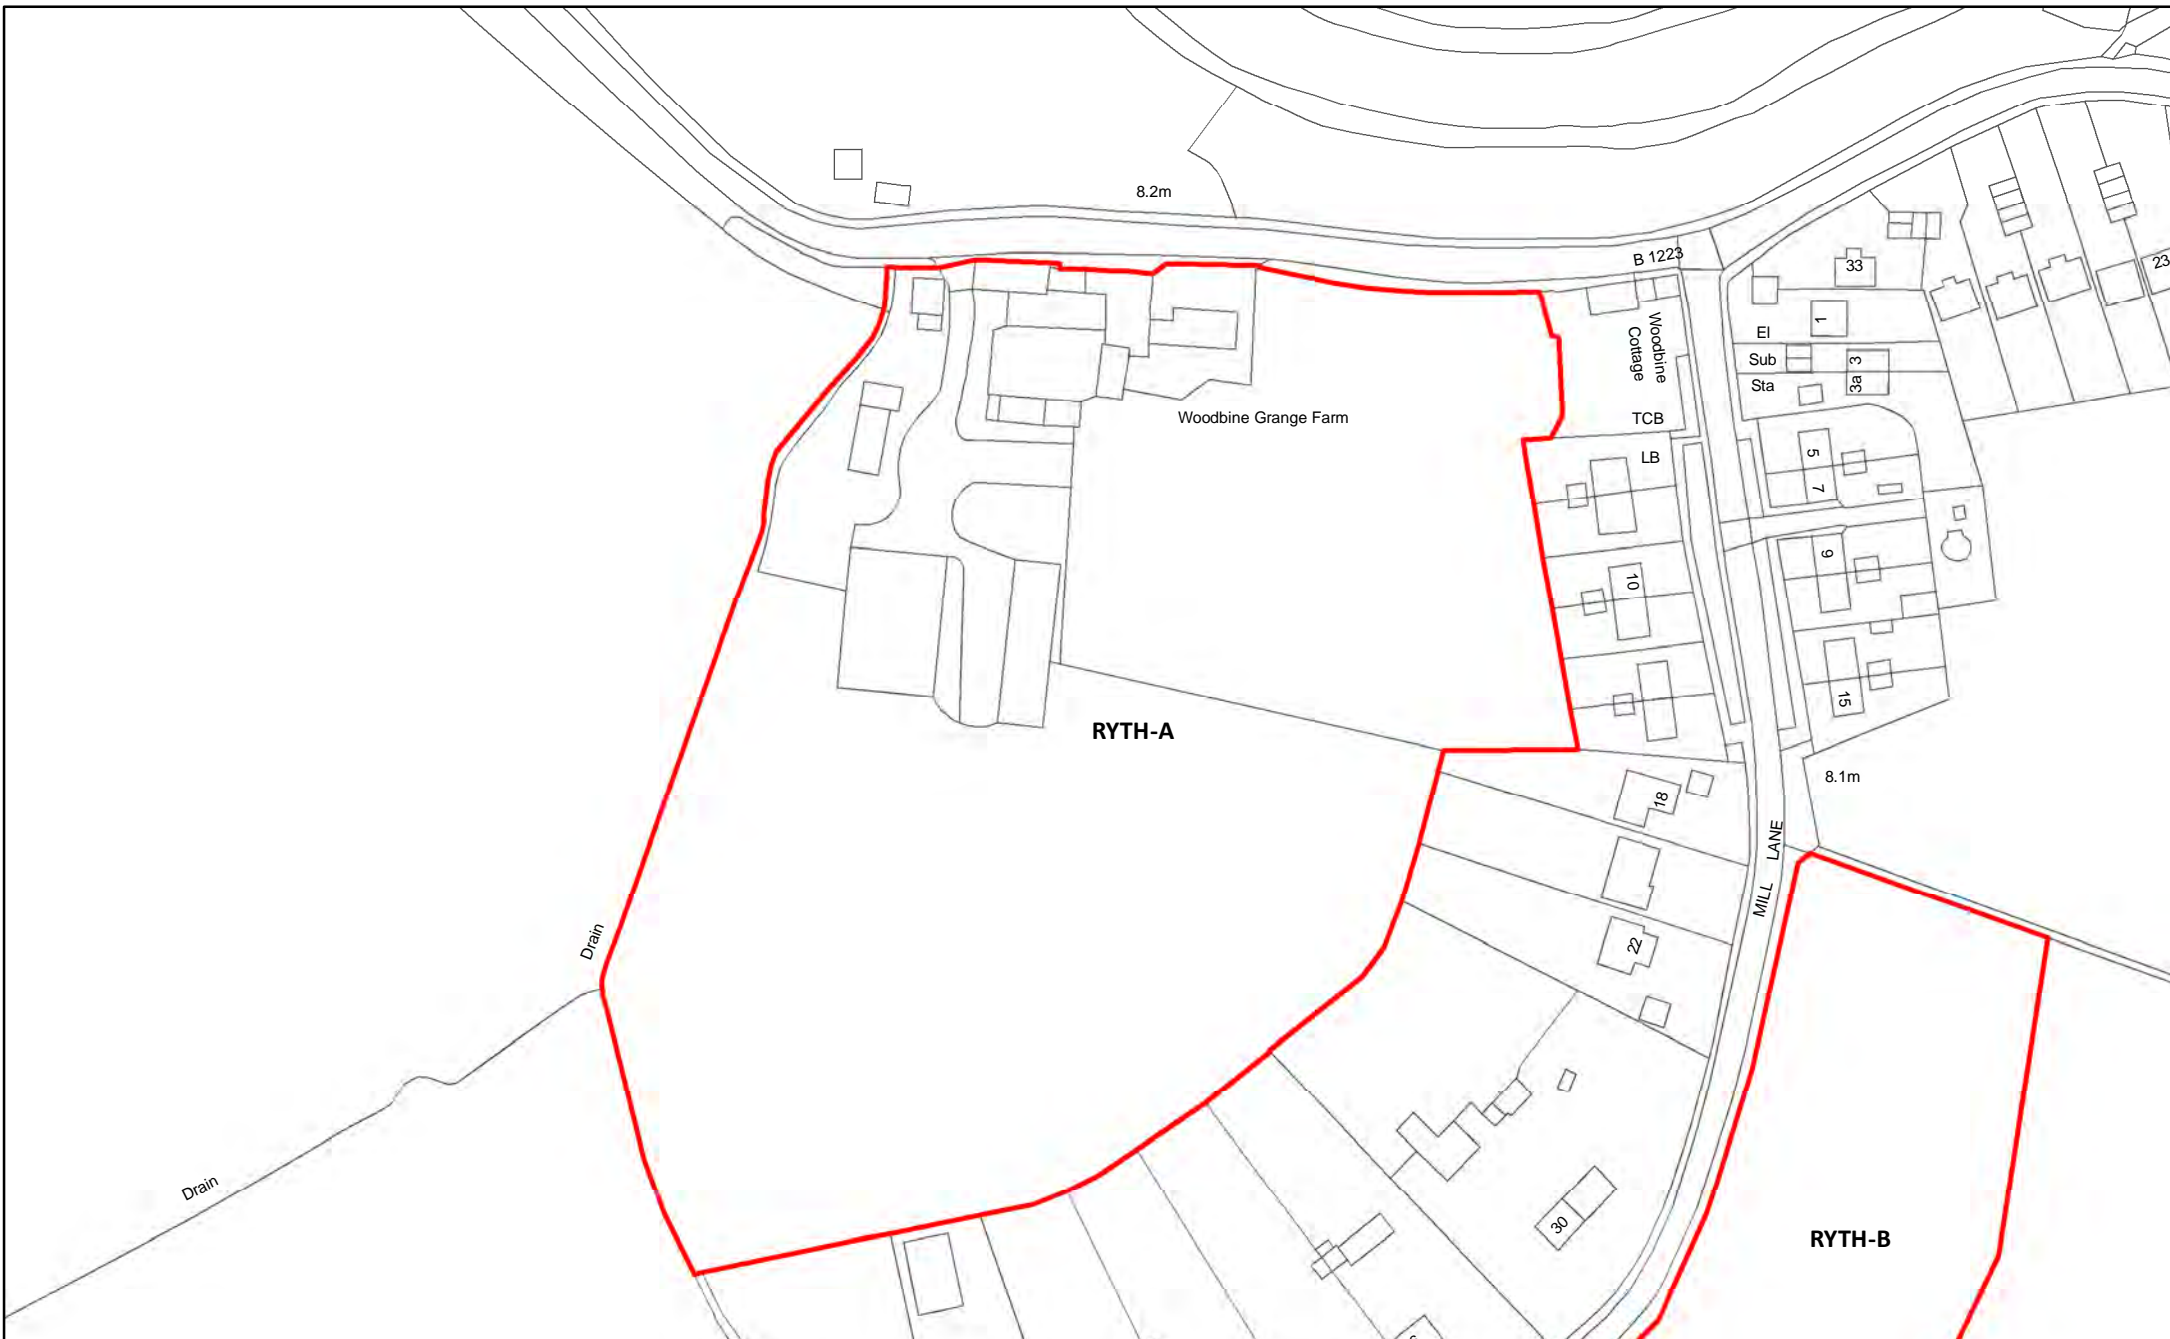 8.2m
B 1223
33
23
Woodbine
Cottage
1
El
Sub
Sta
3
3a
Woodbine Grange Farm
TCB
LB
5
7
9
10
15
RYTH-A
8.1m
18
MILL LANE
22
Drain
Drain
30
RYTH-B